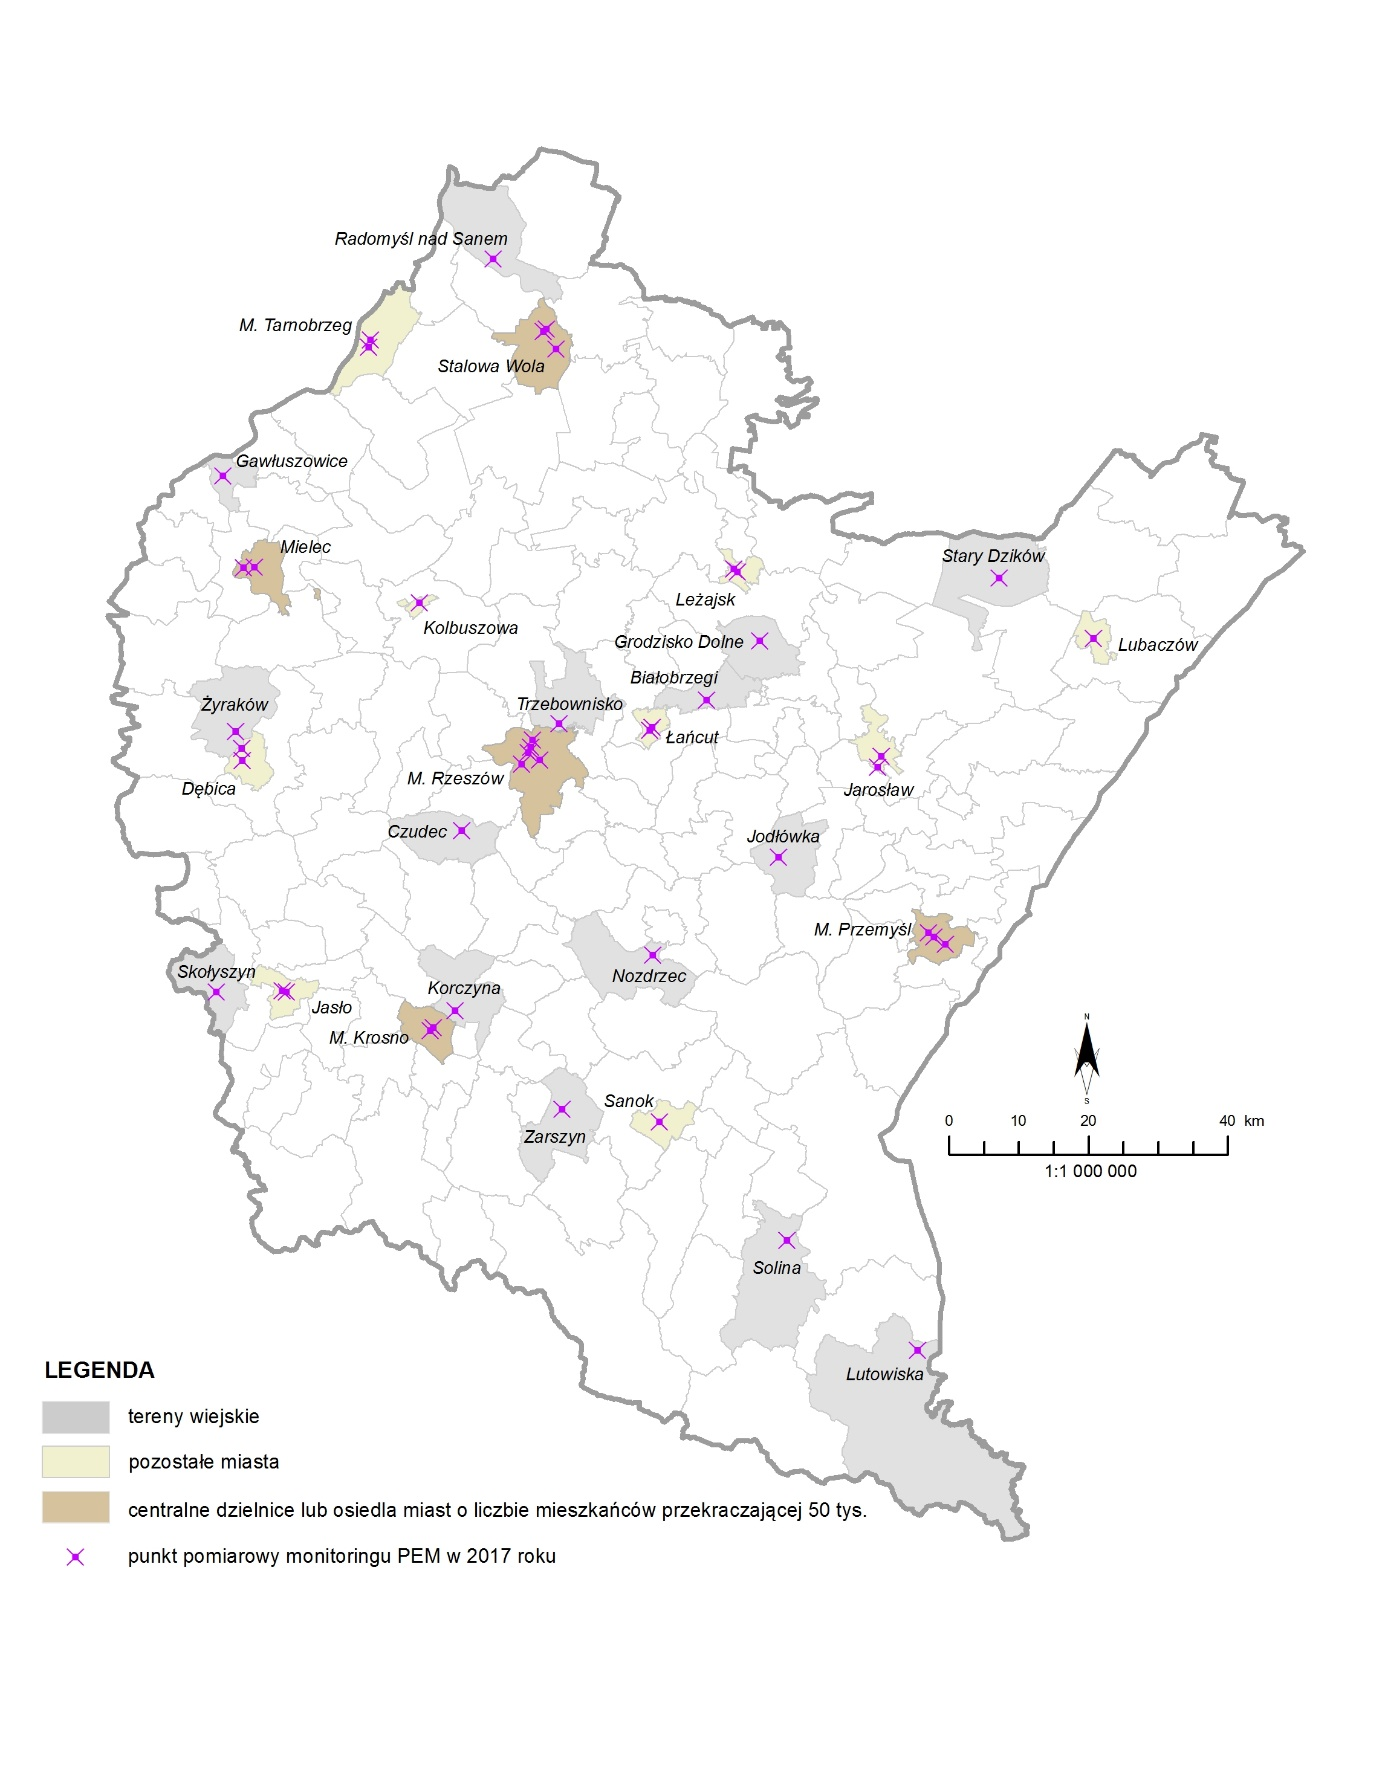 Radomyśl nad Sanem
M. Tarnobrzeg
Stalowa Wola
Gawłuszowice
Mielec
Stary Dzików
Leżajsk
Kolbuszowa
Grodzisko Dolne
Lubaczów
Białobrzegi
Żyraków
Trzebownisko
Łańcut
M. Rzeszów
Dębica
Jarosław
Czudec
Jodłówka
M. Przemyśl
Skołyszyn
Nozdrzec
Korczyna
Jasło
M. Krosno
N
S
Sanok
0 10 20 40 km
Zarszyn
1:1 000 000
Solina
Lutowiska
LEGENDA
tereny wiejskie
pozostałe miasta
centralne dzielnice lub osiedla miast o liczbie mieszkańców przekraczającej 50 tys.
punkt pomiarowy monitoringu PEM w 2017 roku